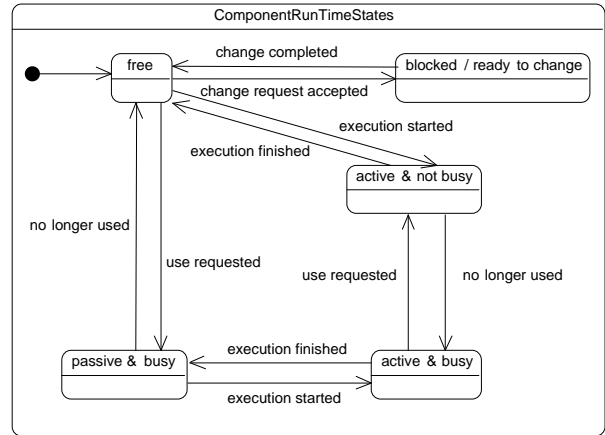 ComponentRunTimeStates
free
change completed
blocked / ready to change
change request accepted
execution started
execution finished
active & not busy
no longer used
use requested
use requested
no longer used
passive & busy
execution finished
active & busy
execution started